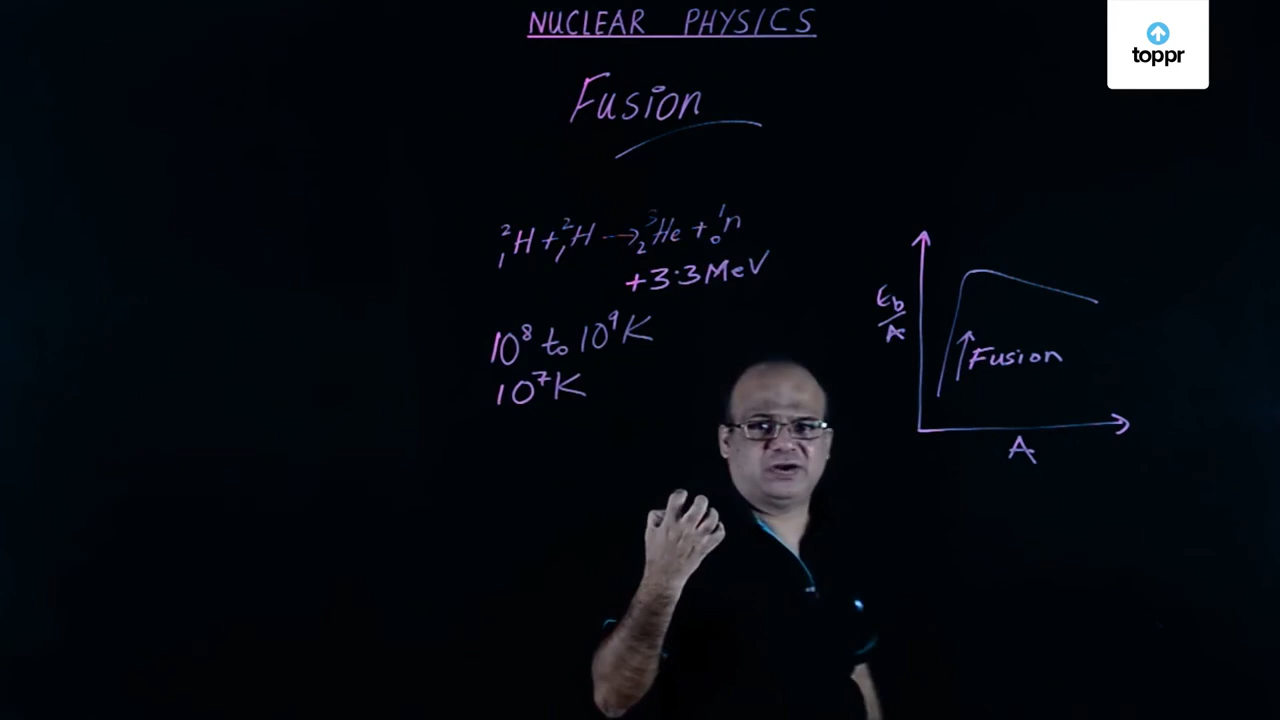 NUCLEAR PHYSICS
toppr
Fusion
²₁H + ²₁H → ³₂He + ¹₀n
+3.3 MeV
10⁸ to 10⁹ K
10⁷ K
E_b/A
Fusion
A